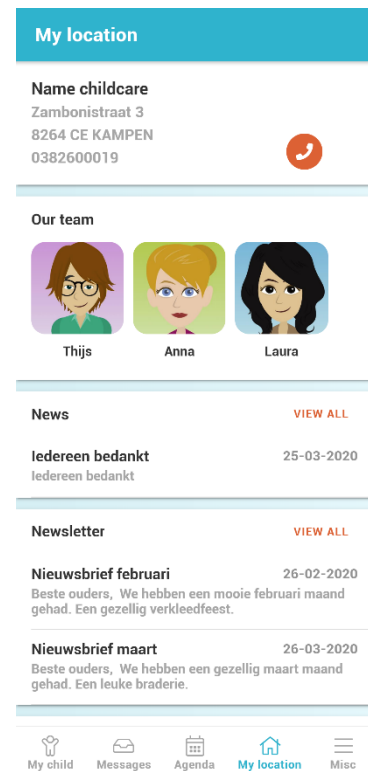 My location
Name childcare
Zambonistraat 3
8264 CE KAMPEN
0382600019
Our team
Thijs Anna Laura
News VIEW ALL
Iedereen bedankt 25-03-2020
Iedereen bedankt
Newsletter VIEW ALL
Nieuwsbrief februari 26-02-2020
Beste ouders, We hebben een mooie februari maand
gehad. Een gezellig verkleedfeest.
Nieuwsbrief maart 26-03-2020
Beste ouders, We hebben een gezellig maart maand
gehad. Een leuke braderie.
My child Messages Agenda My location Misc